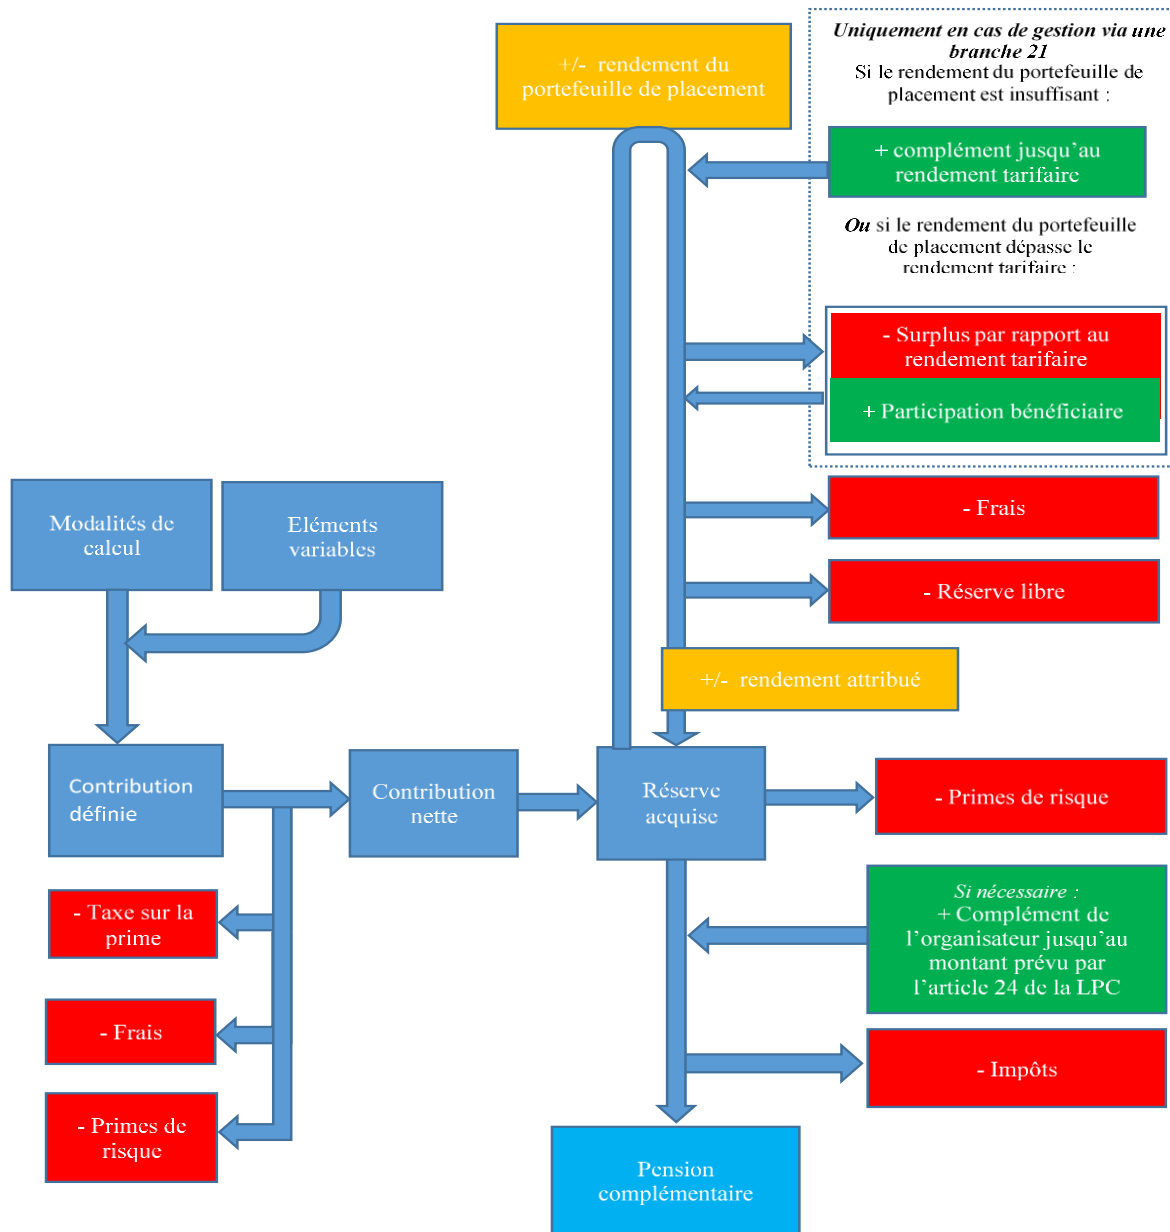 +/- rendement du
portefeuille de placement
Uniquement en cas de gestion via une
branche 21
Si le rendement du portefeuille de
placement est insuffisant :
+ complément jusqu'au
rendement tarifaire
Ou si le rendement du portefeuille
de placement dépasse le
rendement tarifaire :
- Surplus par rapport au
rendement tarifaire
+ Participation bénéficiaire
Modalités de
calcul
Eléments
variables
- Frais
- Réserve libre
+/- rendement attribué
Contribution
définie
Contribution
nette
Réserve
acquise
- Primes de risque
- Taxe sur la
prime
- Frais
- Primes de
risque
Si nécessaire :
+ Complément de
l'organisateur jusqu'au
montant prévu par
l'article 24 de la LPC
- Impôts
Pension
complémentaire